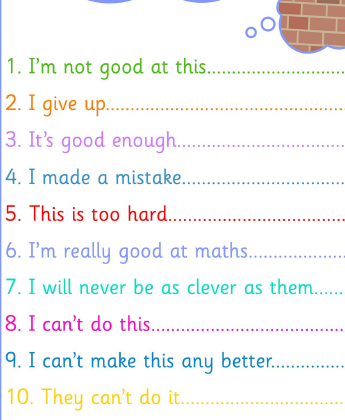 1. I'm not good at this............................
2. I give up................................................
3. It's good enough..................................
4. I made a mistake.................................
5. This is too hard....................................
6. I'm really good at maths...................
7. I will never be as clever as them......
8. I can't do this.......................................
9. I can't make this any better..............
10. They can't do it.................................